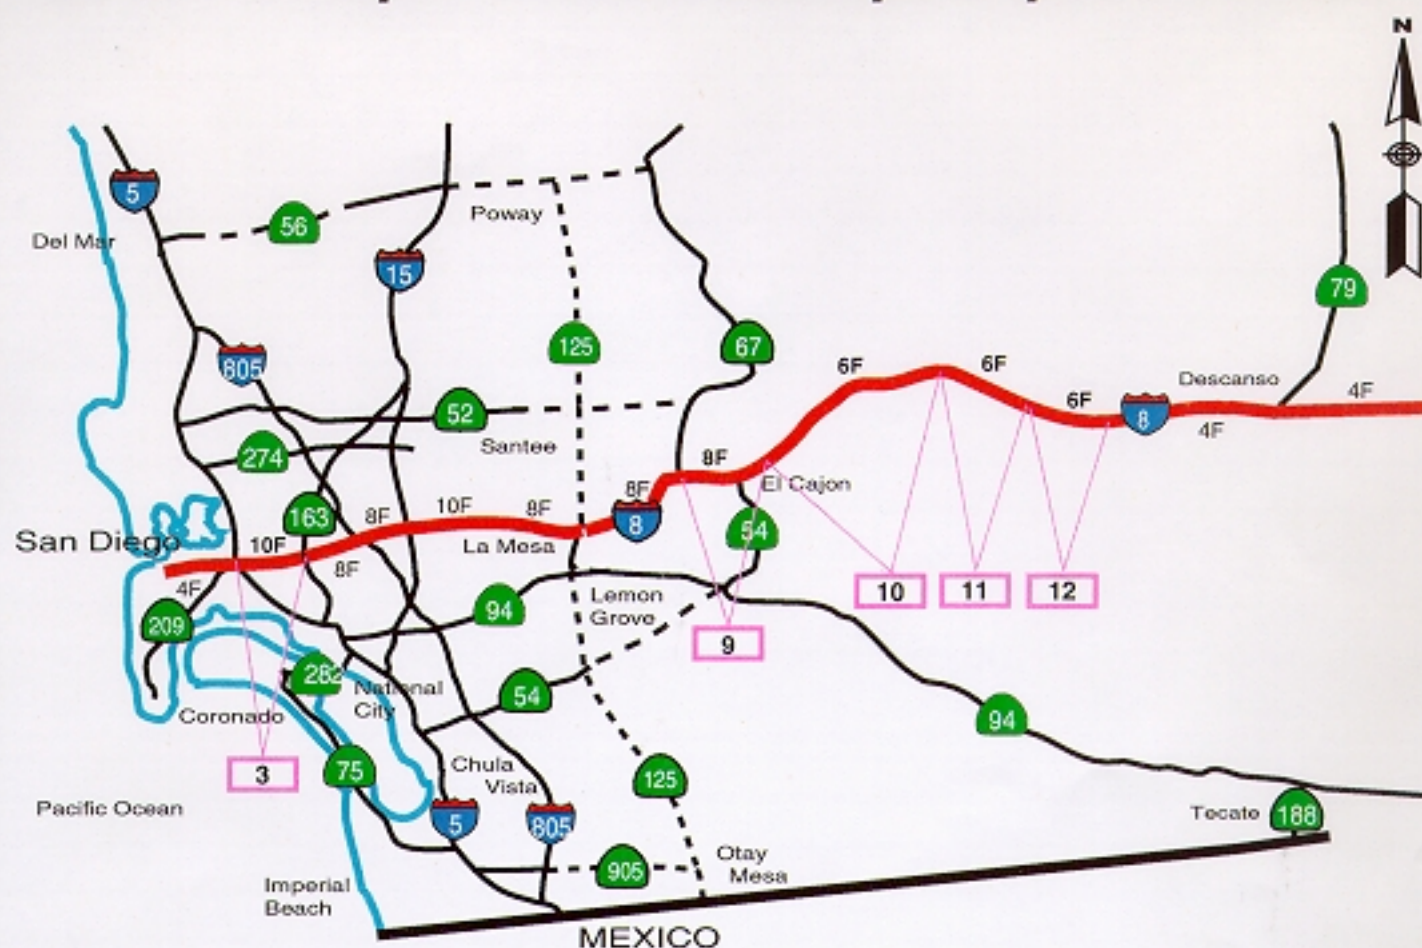 N
5
56
Poway
Del Mar
15
79
125
67
805
6F
6F
Descanso
4F
6F
8
4F
52
Santee
274
8F
El Cajon
8F
163
8F
10F
8F
8
54
San Diego
10F
La Mesa
8F
4F
10
11
12
94
Lemon
Grove
209
9
282
National
City
54
Coronado
94
3
75
Chula
Vista
125
Pacific Ocean
5
805
Tecate
188
Otay
Mesa
905
Imperial
Beach
MEXICO